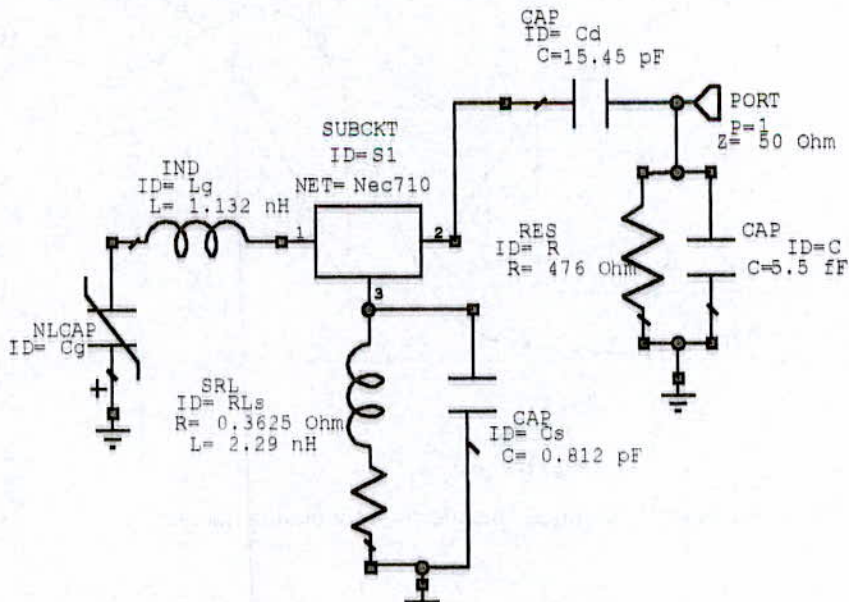 CAP
ID= Cd
C=15.45 pF
PORT
P=1
Z= 50 Ohm
SUBCKT
ID=S1
NET= Nec710
IND
ID= Lg
L= 1.132 nH
1
2
3
RES
ID= R
R= 476 Ohm
CAP
ID=C
C=5.5 fF
NLCAP
ID= Cg
+
SRL
ID= RLs
R= 0.3625 Ohm
L= 2.29 nH
CAP
ID= Cs
C= 0.812 pF